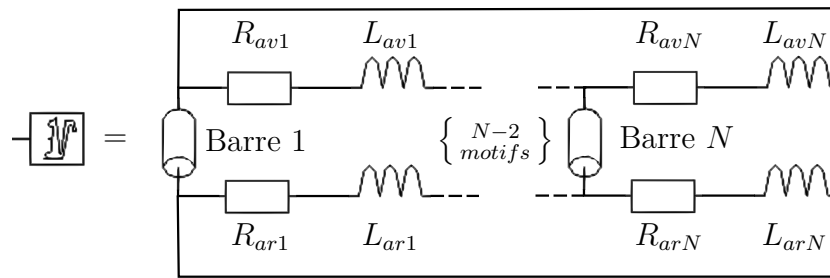 R_{av1} L_{av1} R_{avN} L_{avN}
= Barre 1 { N−2 motifs } Barre N
R_{ar1} L_{ar1} R_{arN} L_{arN}